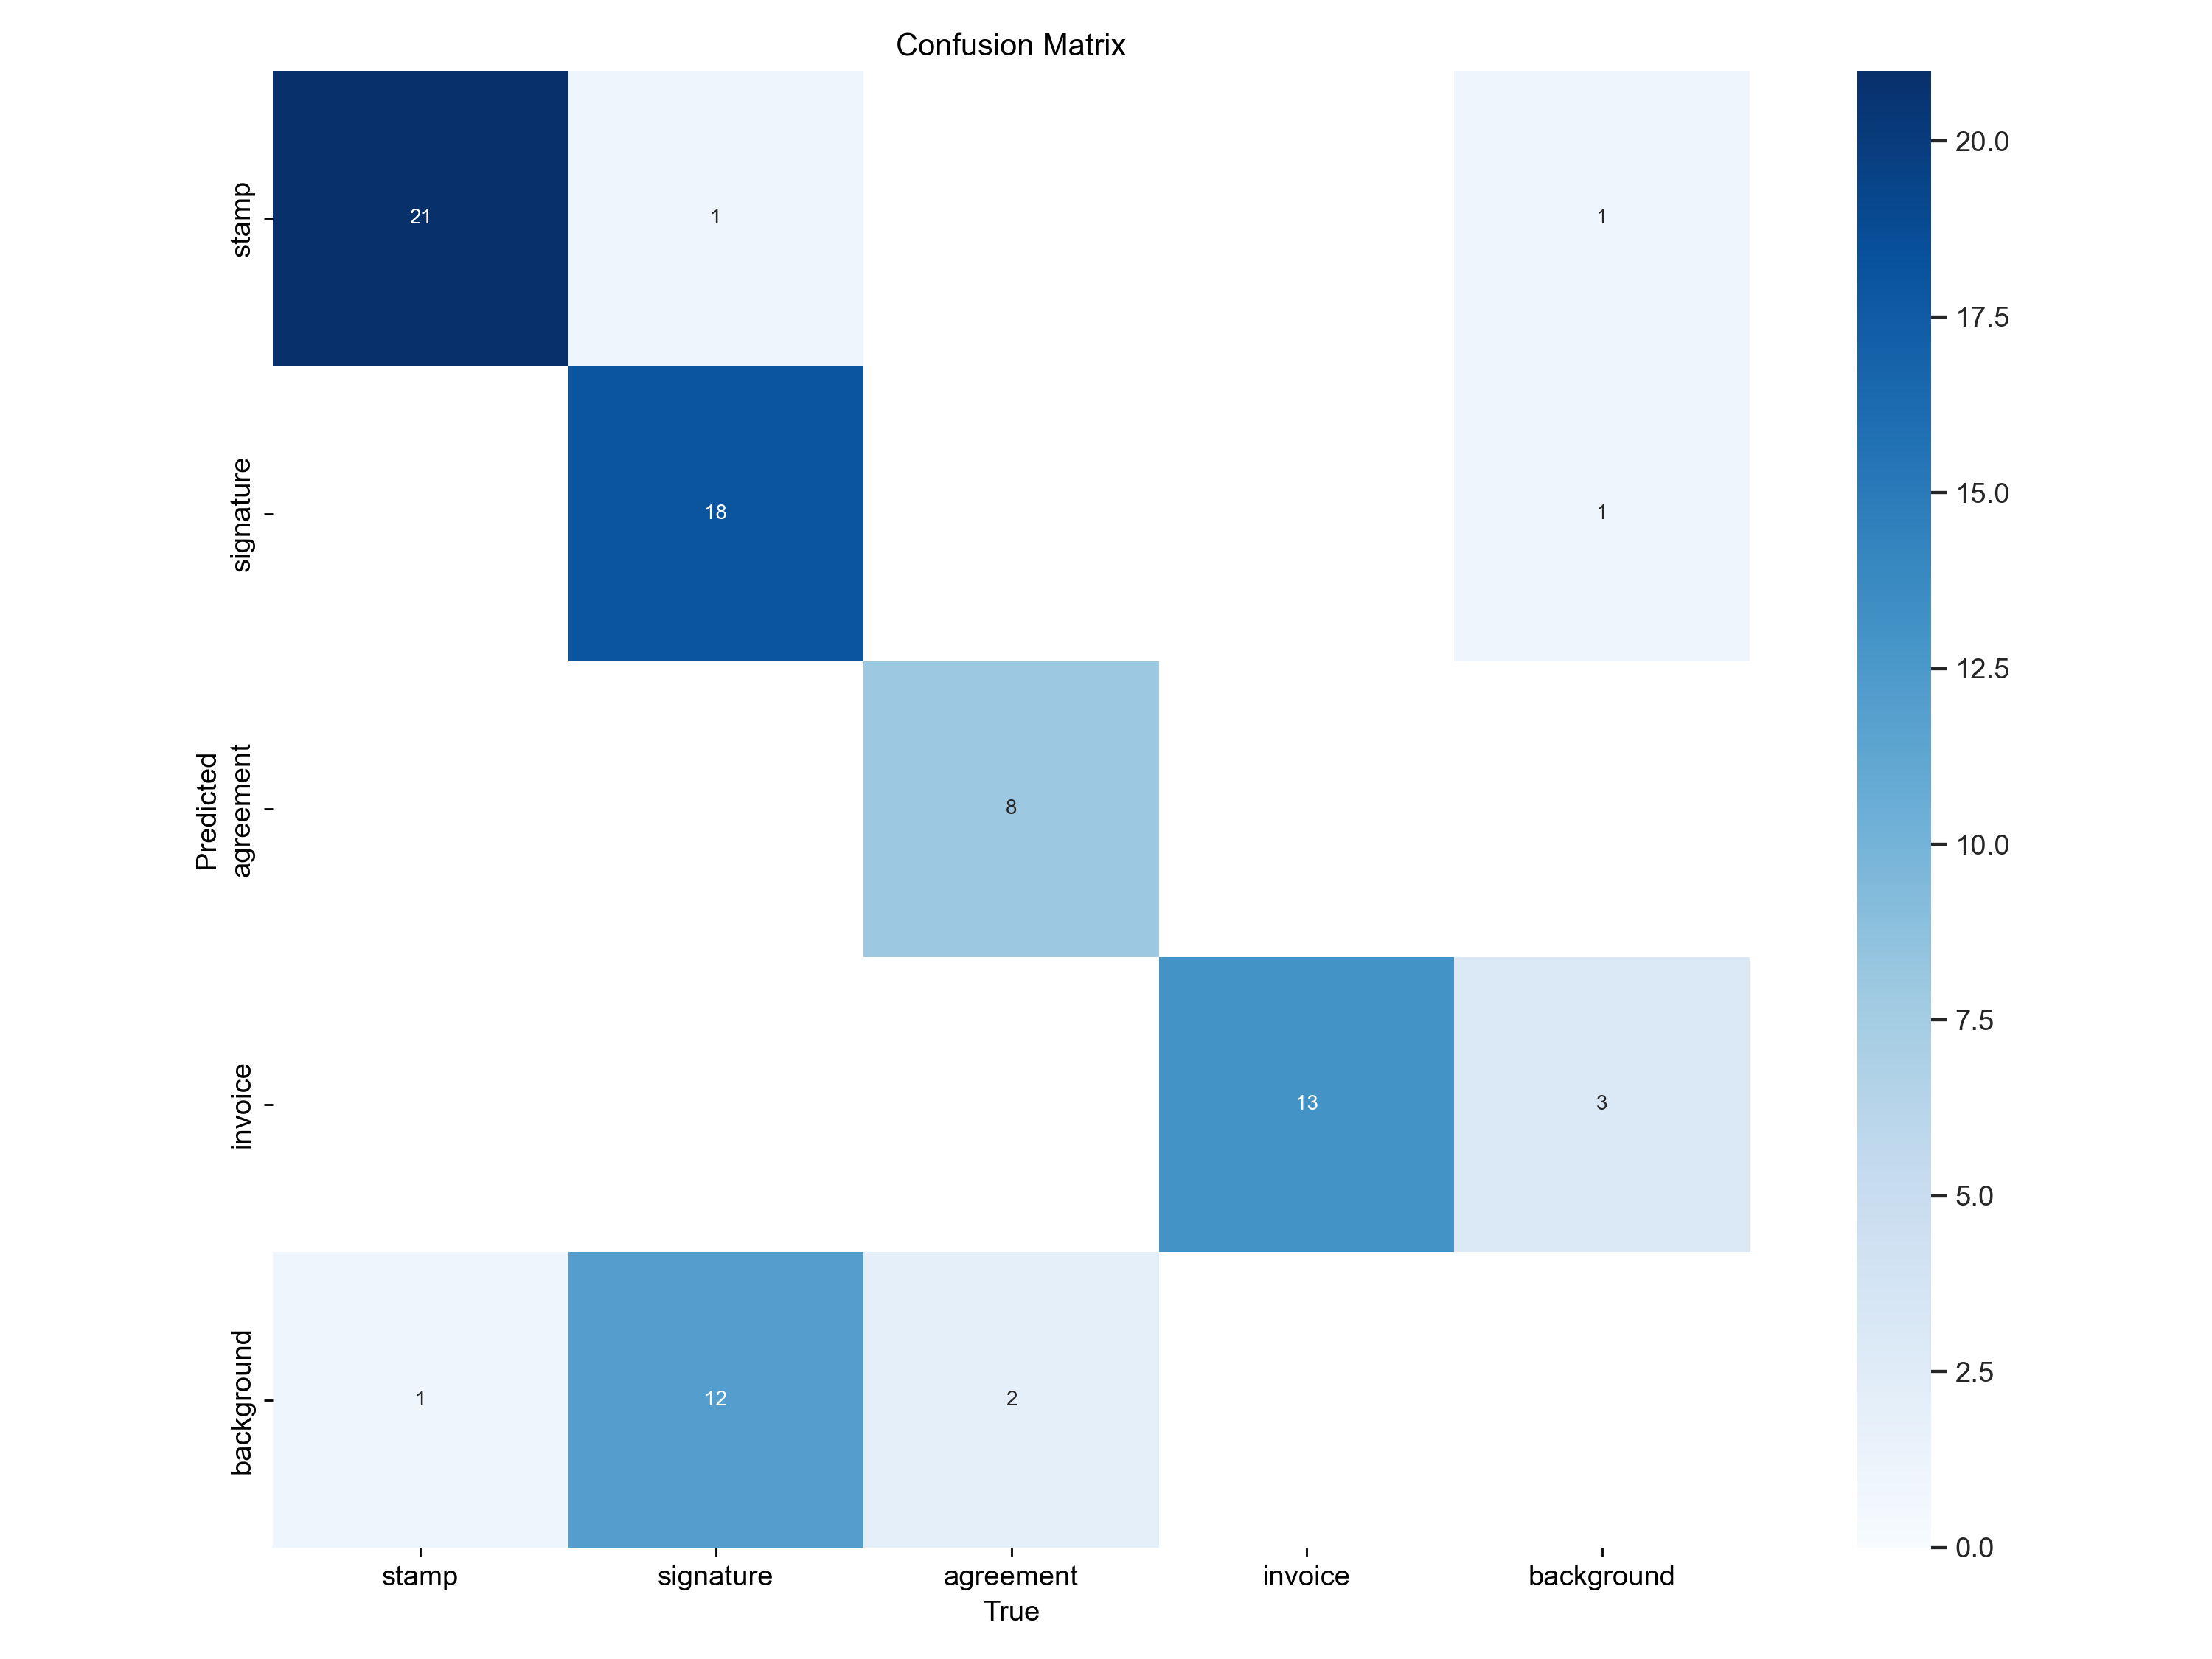 Confusion Matrix
stamp
signature
agreement
invoice
background
Predicted
21
1
1
18
1
8
13
3
1
12
2
stamp
signature
agreement
invoice
background
True
20.0
17.5
15.0
12.5
10.0
7.5
5.0
2.5
0.0